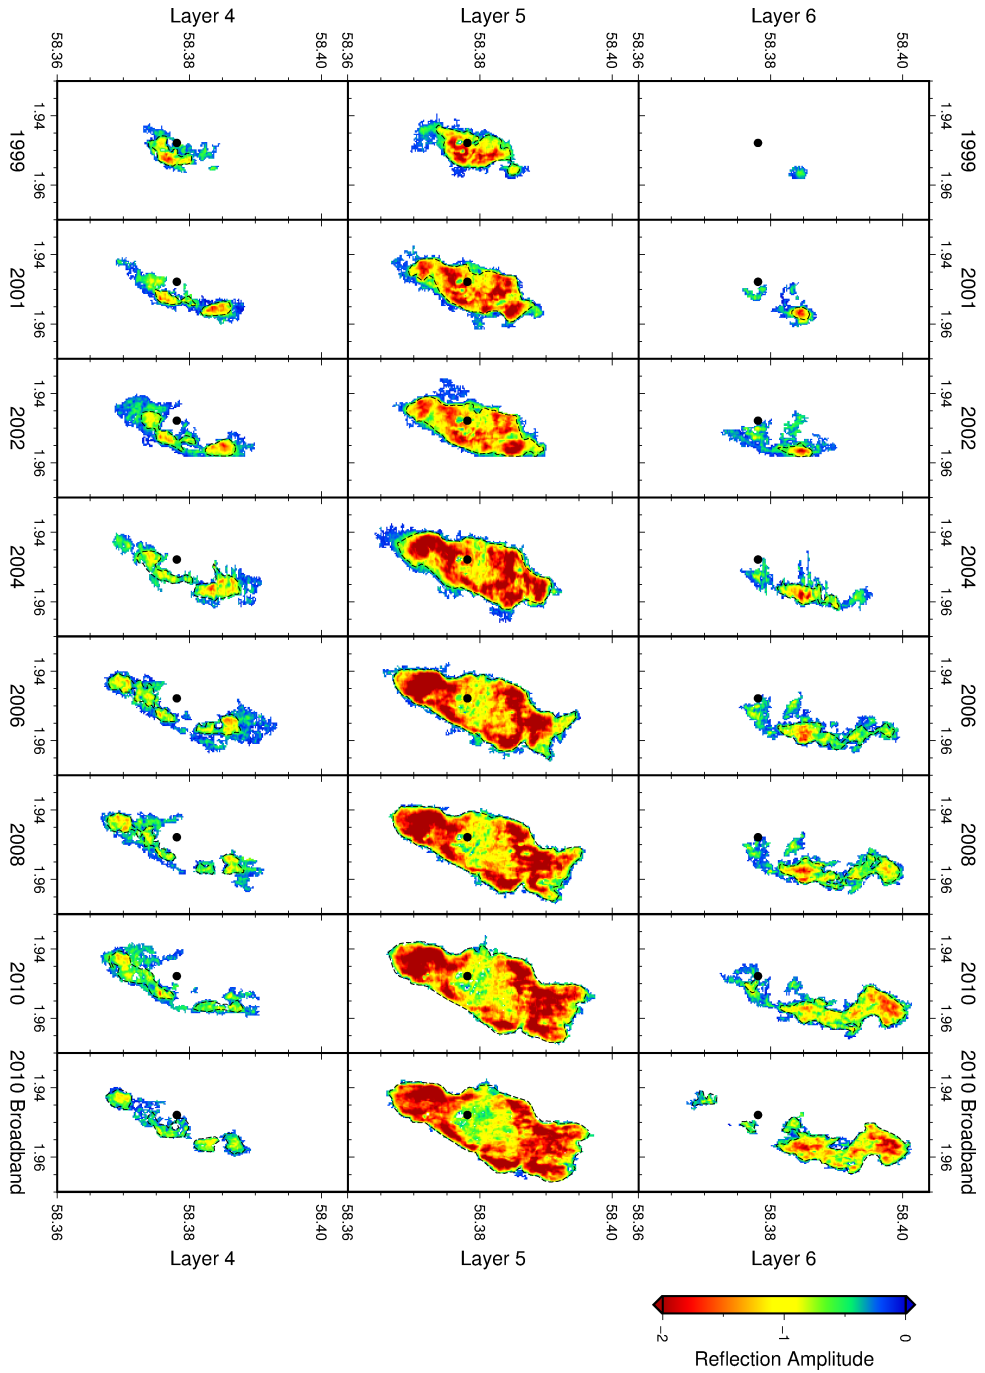 Layer 4 Layer 5 Layer 6
58.36 58.38 58.40 58.36 58.38 58.40 58.36 58.38 58.40
1.94 1.96 1999 1.94 1.96 1999
1.94 1.96 2001 1.94 1.96 2001
1.94 1.96 2002 1.94 1.96 2002
1.94 1.96 2004 1.94 1.96 2004
1.94 1.96 2006 1.94 1.96 2006
1.94 1.96 2008 1.94 1.96 2008
1.94 1.96 2010 1.94 1.96 2010
1.94 1.96 2010 Broadband 1.94 1.96 2010 Broadband
58.36 58.38 58.40 58.36 58.38 58.40 58.36 58.38 58.40
Layer 4 Layer 5 Layer 6
−2 −1 0
Reflection Amplitude